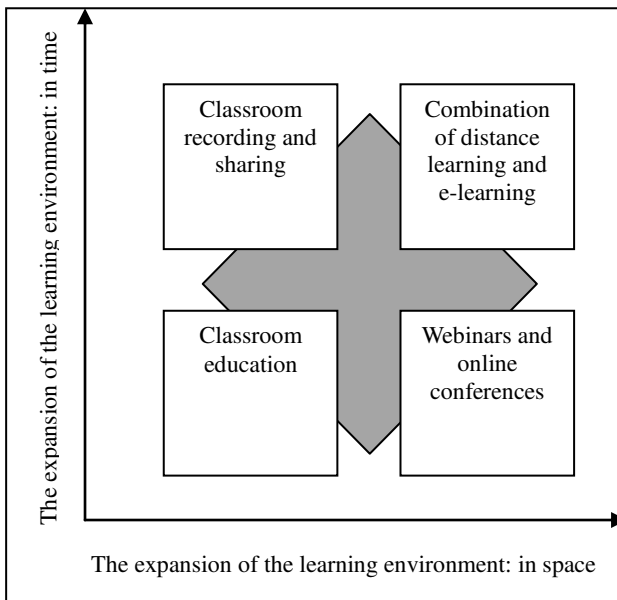 The expansion of the learning environment: in time
Classroom
recording and
sharing
Combination
of distance
learning and
e-learning
Classroom
education
Webinars and
online
conferences
The expansion of the learning environment: in space